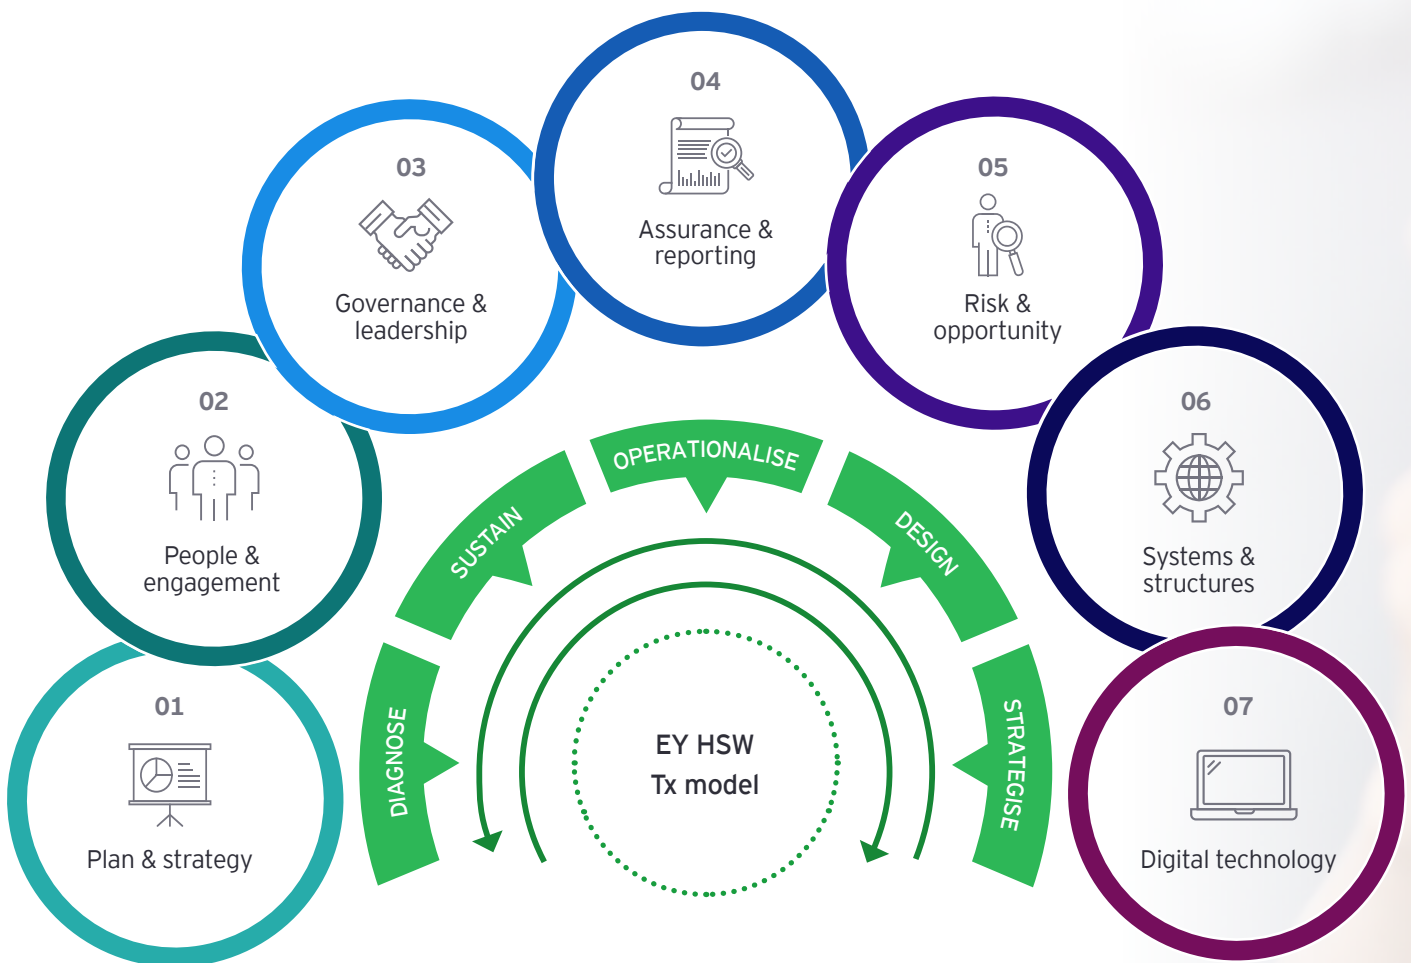 01
Plan & strategy
02
People &
engagement
03
Governance &
leadership
04
Assurance &
reporting
05
Risk &
opportunity
06
Systems &
structures
07
Digital technology
DIAGNOSE
SUSTAIN
OPERATIONALISE
DESIGN
STRATEGISE
EY HSW
Tx model